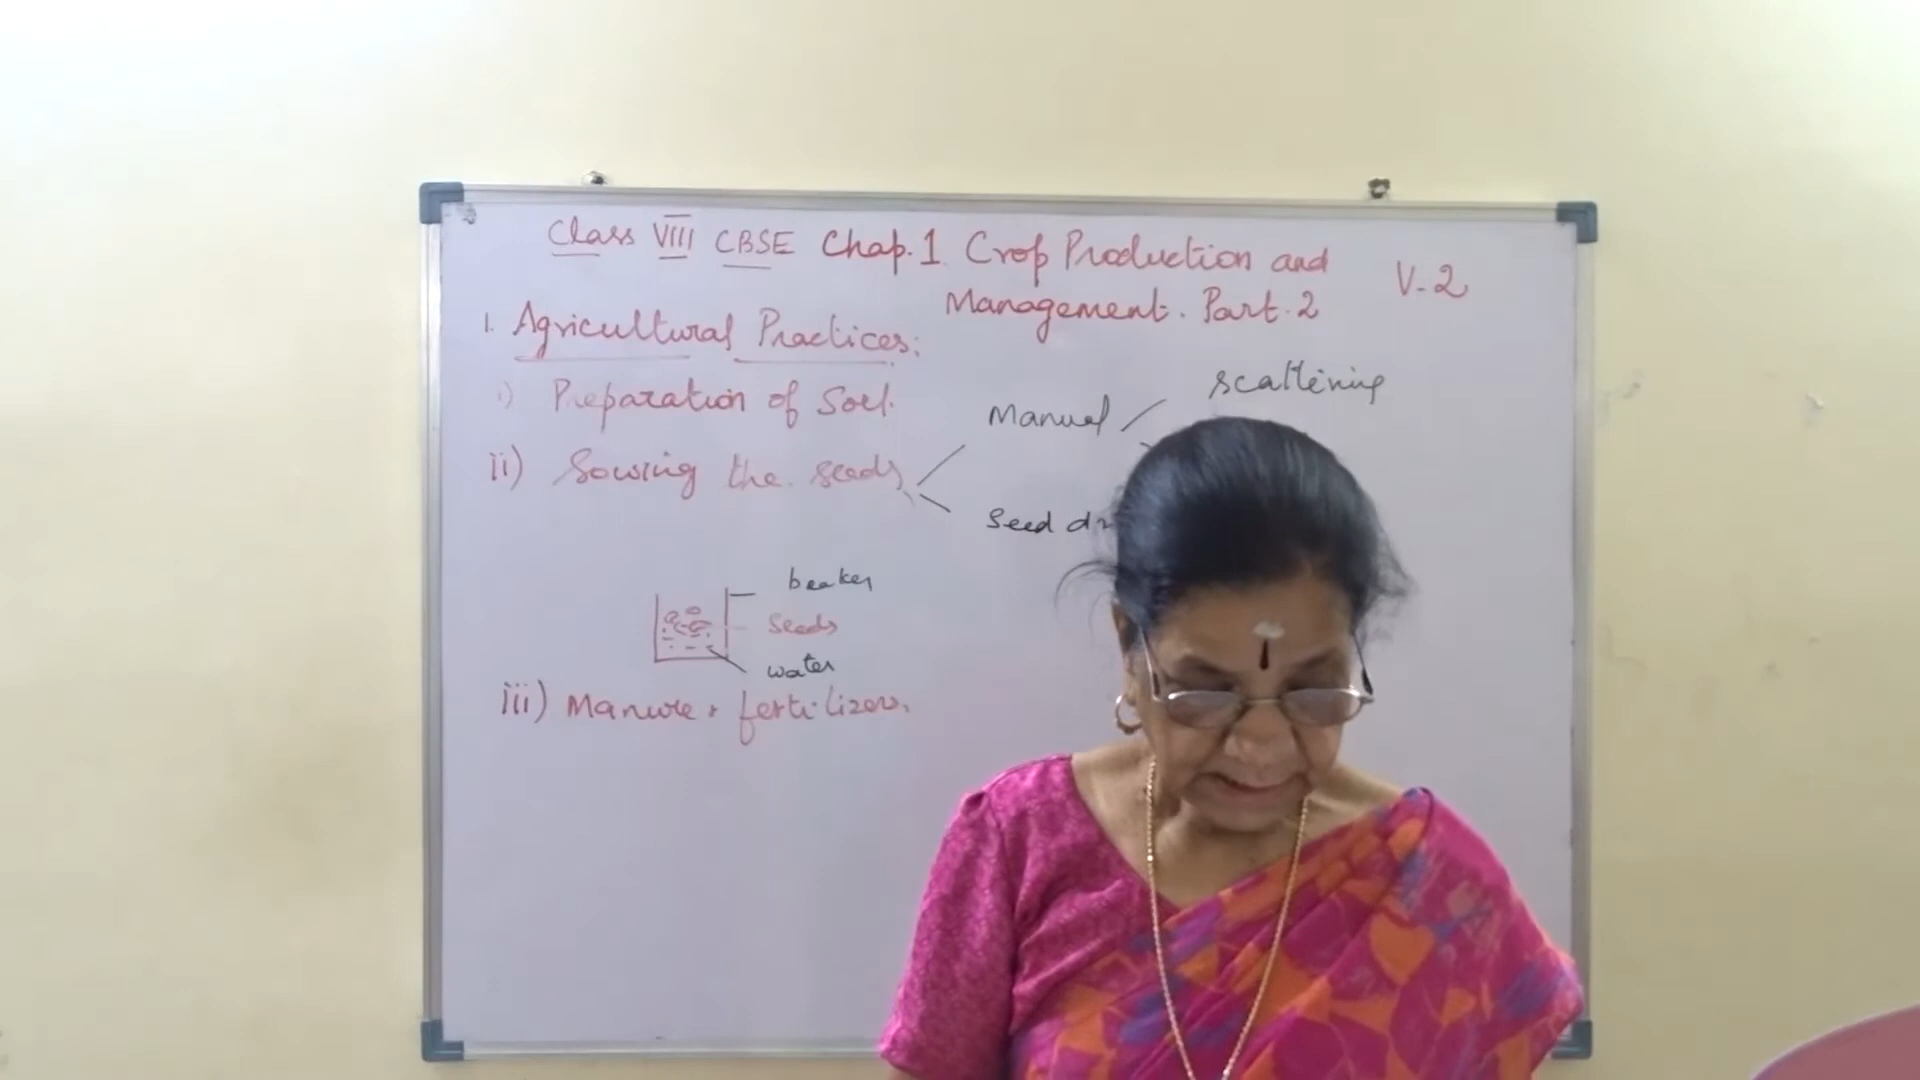 Class VIII CBSE Chap.1 Crop Production and
Management. Part.2
V-2
1. Agricultural Practices:
i) Preparation of Soil.
ii) Sowing the seeds
Manual
scattering
Seed
beaker
Seeds
water
iii) Manure & fertilizers.